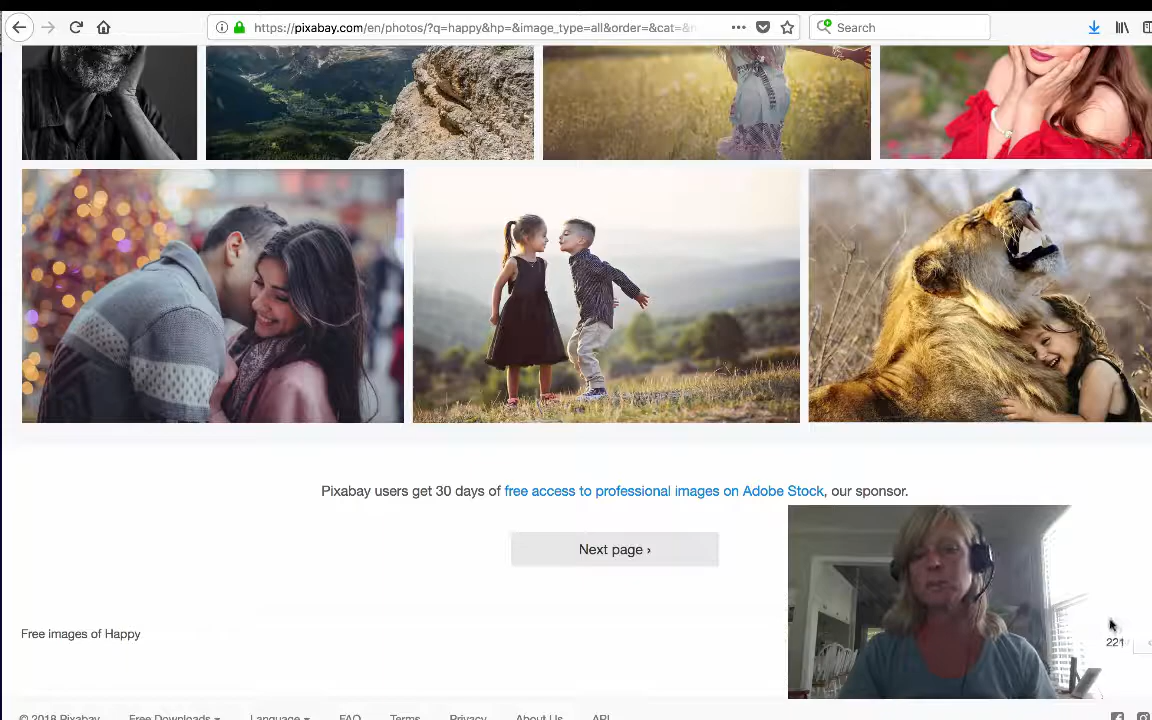 https://pixabay.com/en/photos/?q=happy&hp=&image_type=all&order=&cat=&
Search
Pixabay users get 30 days of free access to professional images on Adobe Stock, our sponsor.
Next page ›
Free images of Happy
221
© 2018 Pixabay Free Downloads Language FAQ Terms Privacy About Us API